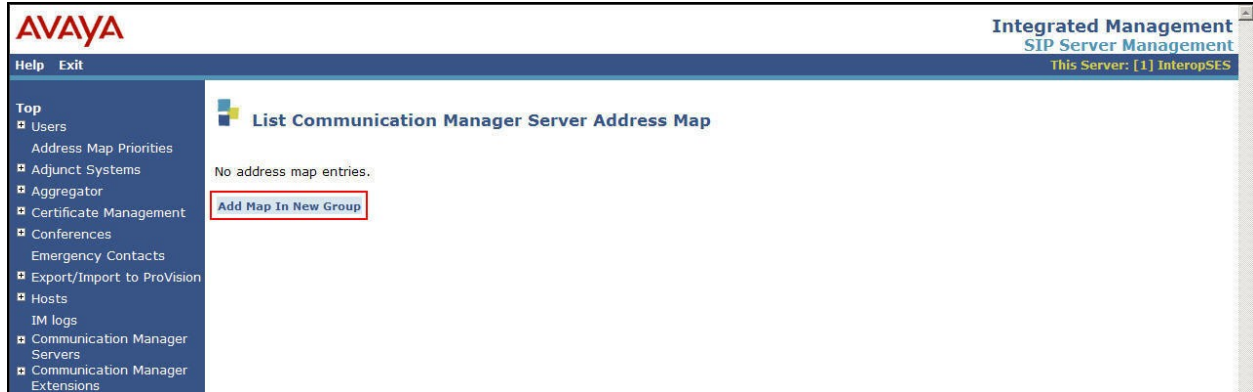 AVAYA
Integrated Management
SIP Server Management
Help Exit
This Server: [1] InteropSES
Top
Users
Address Map Priorities
Adjunct Systems
Aggregator
Certificate Management
Conferences
Emergency Contacts
Export/Import to ProVision
Hosts
IM logs
Communication Manager
Servers
Communication Manager
Extensions
List Communication Manager Server Address Map
No address map entries.
Add Map In New Group